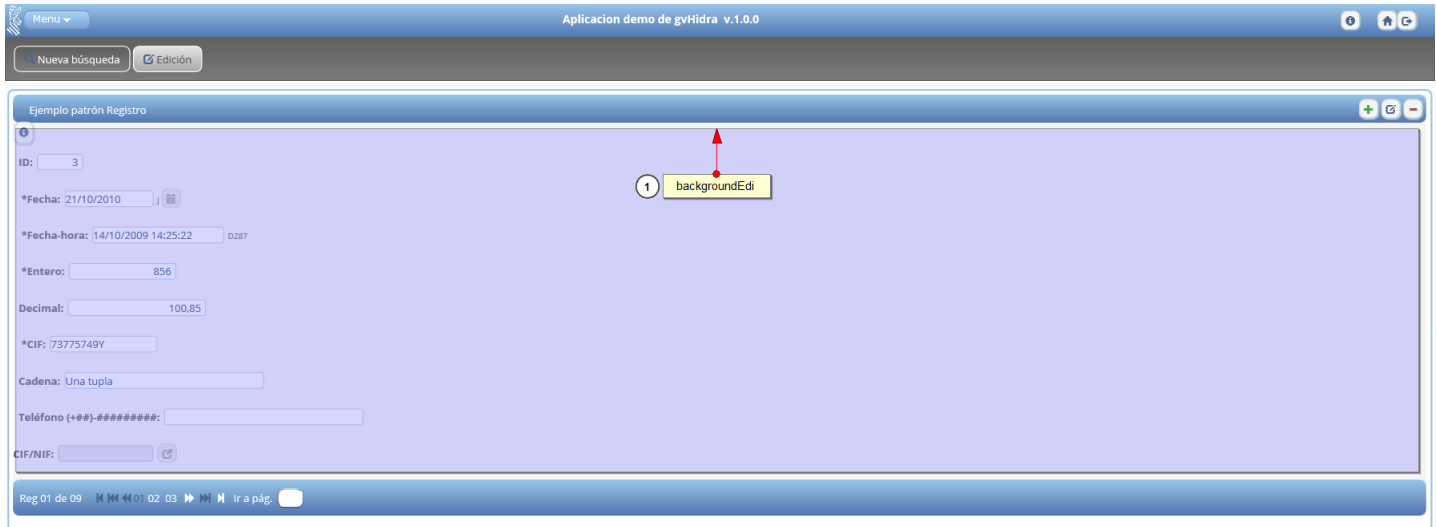 Menu
Aplicacion demo de gvHidra v.1.0.0
Nueva búsqueda
Edición
Ejemplo patrón Registro
ID: 3
*Fecha: 21/10/2010 J
*Fecha-hora: 14/10/2009 14:25:22 D287
*Entero: 856
Decimal: 100,85
*CIF: 73775749Y
Cadena: Una tupla
Teléfono (+##)-#########:
CIF/NIF:
1 backgroundEdi
Reg 01 de 09 01 02 03 Ir a pág.